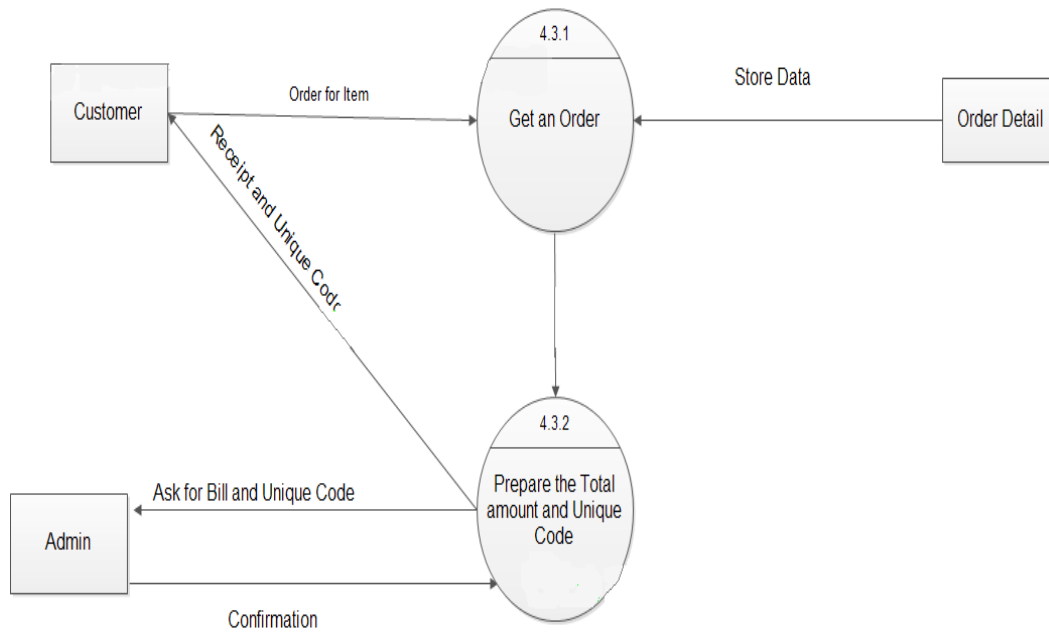 4.3.1
Store Data
Customer
Order for Item
Get an Order
Order Detail
Receipt and Unique Codr
4.3.2
Prepare the Total
amount and Unique
Code
Ask for Bill and Unique Code
Admin
Confirmation